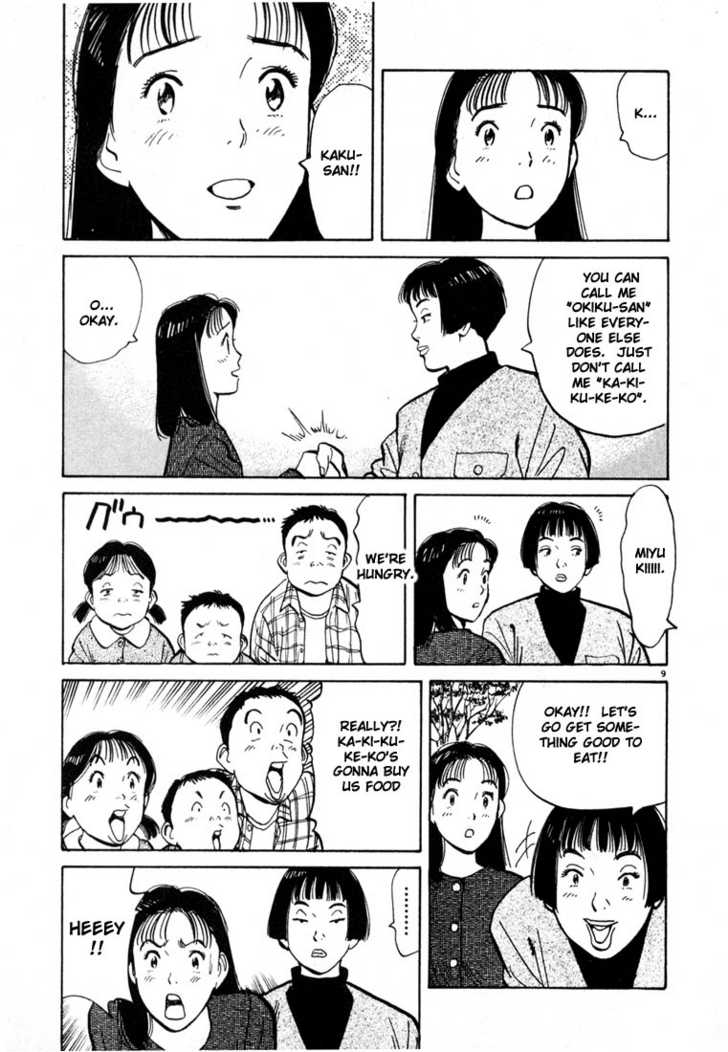 K...
KAKU-
SAN!!
YOU CAN
CALL ME
"OKIKU-SAN"
LIKE EVERY-
ONE ELSE
DOES. JUST
DON'T CALL
ME "KA-KI-
KU-KE-KO".
O...
OKAY.
MIYU
KIIIII.
WE'RE
HUNGRY.
グウ～～～…
9
OKAY!! LET'S
GO GET SOME-
THING GOOD TO
EAT!!
REALLY?!
KA-KI-KU-
KE-KO'S
GONNA BUY
US FOOD
.........
HEEEY
!!